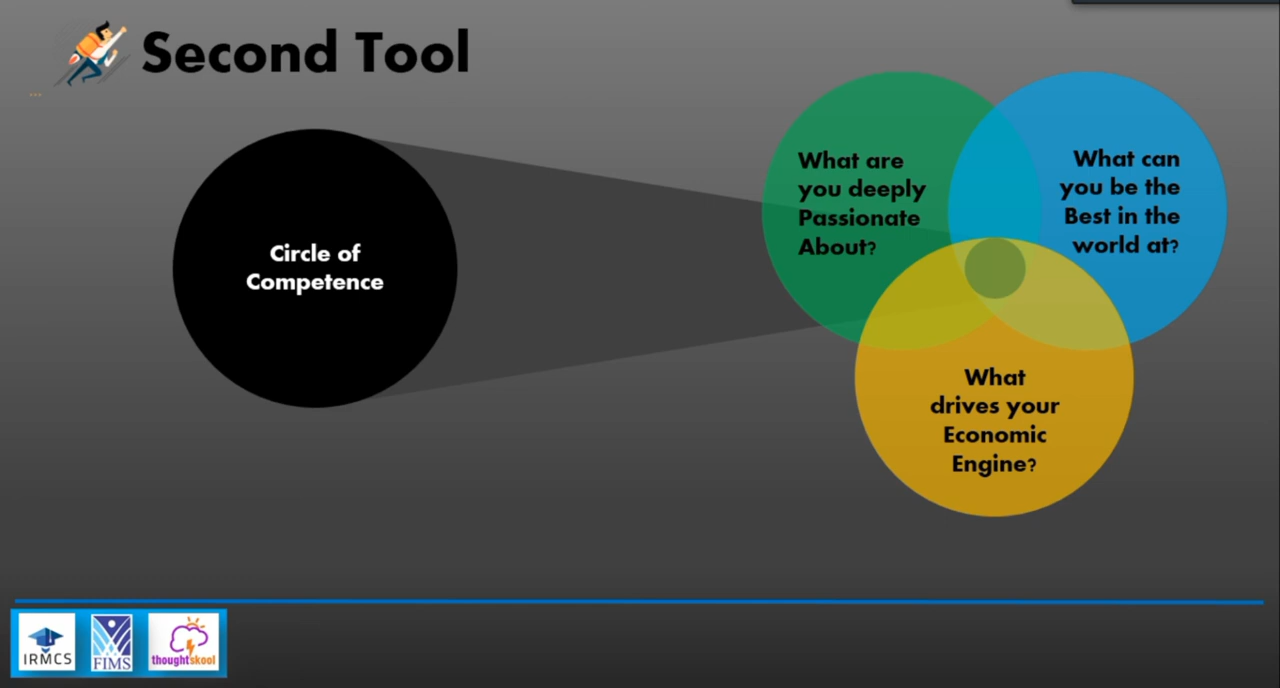 Second Tool
Circle of
Competence
What are
you deeply
Passionate
About?
What can
you be the
Best in the
world at?
What
drives your
Economic
Engine?
IRMCS
FIMS
thoughtskool